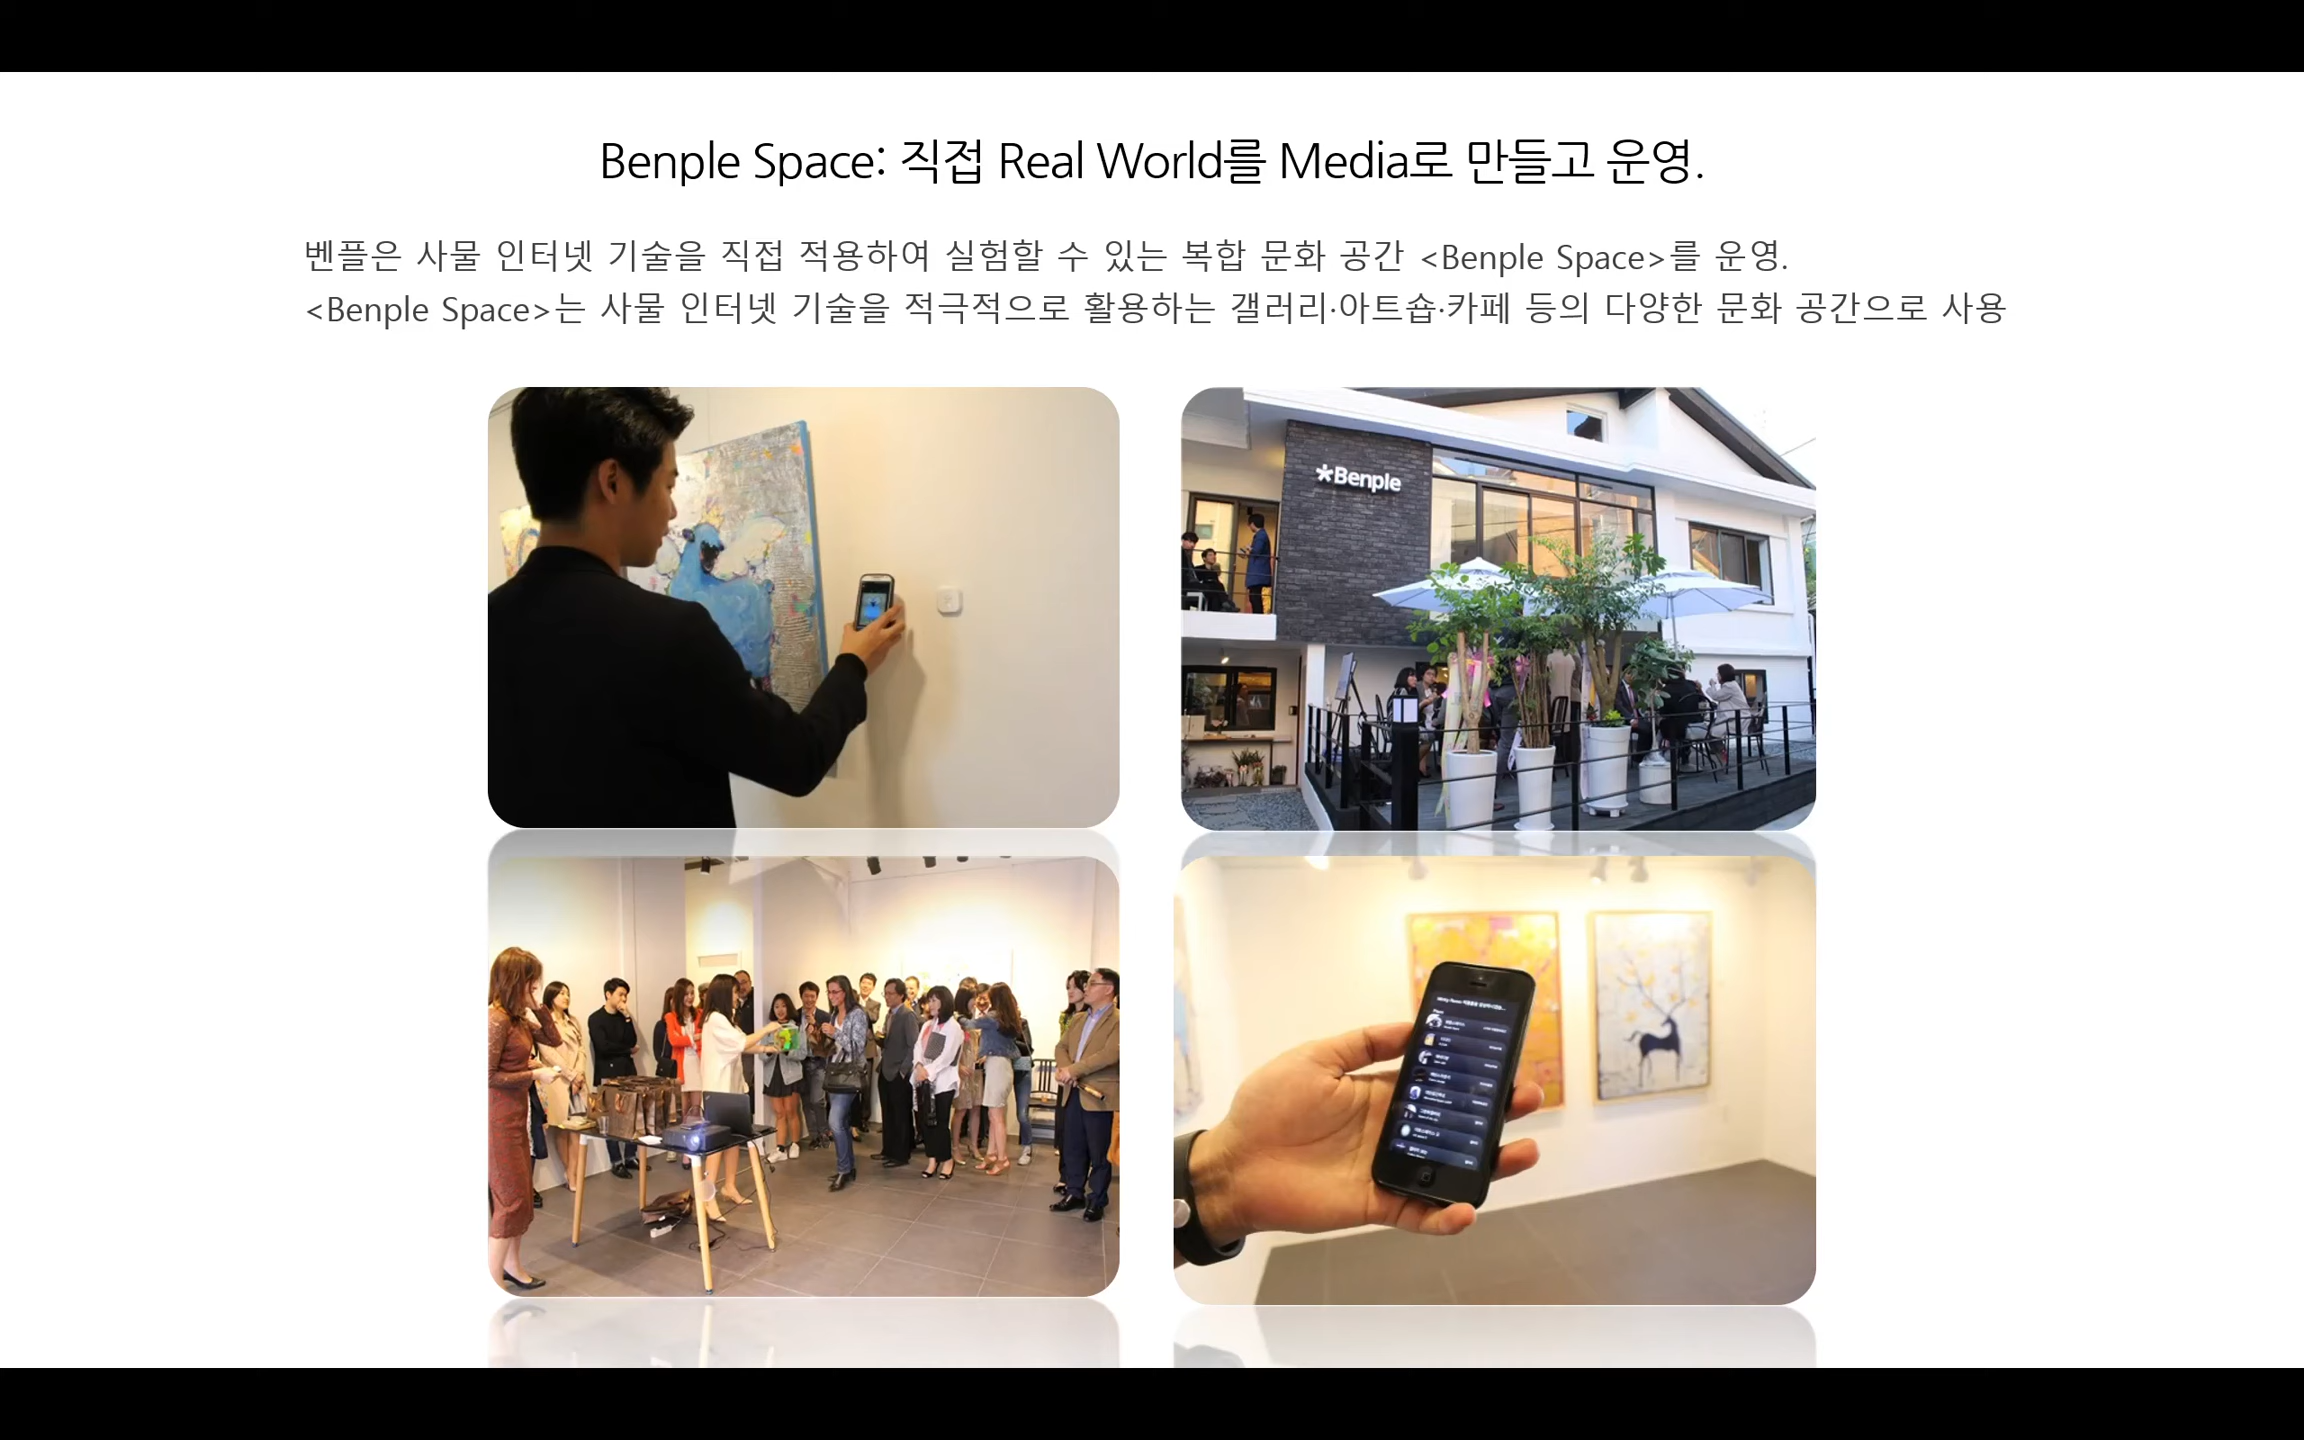 Benple Space: 직접 Real World를 Media로 만들고 운영.
벤플은 사물 인터넷 기술을 직접 적용하여 실험할 수 있는 복합 문화 공간 <Benple Space>를 운영.
<Benple Space>는 사물 인터넷 기술을 적극적으로 활용하는 갤러리·아트숍·카페 등의 다양한 문화 공간으로 사용
*Benple